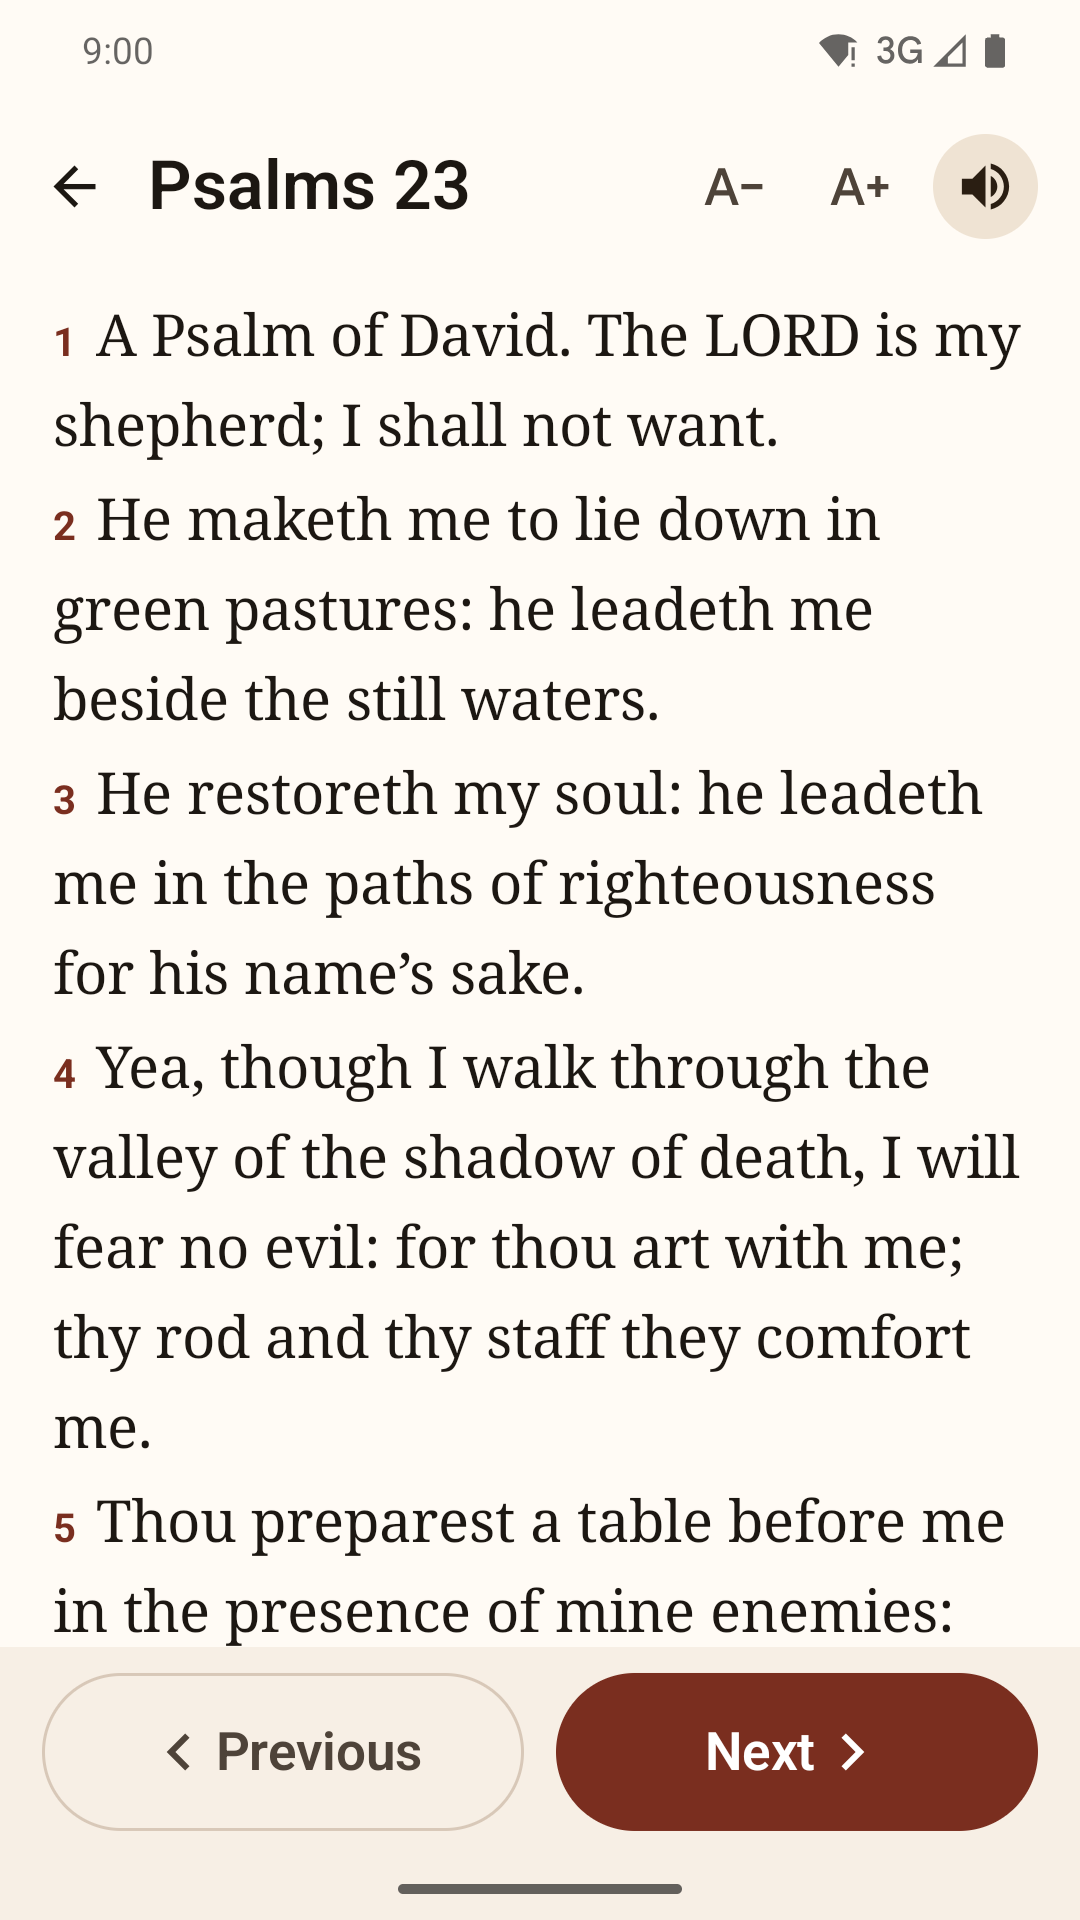 9:00
3G
Psalms 23
A−
A+
1 A Psalm of David. The LORD is my
shepherd; I shall not want.
2 He maketh me to lie down in
green pastures: he leadeth me
beside the still waters.
3 He restoreth my soul: he leadeth
me in the paths of righteousness
for his name’s sake.
4 Yea, though I walk through the
valley of the shadow of death, I will
fear no evil: for thou art with me;
thy rod and thy staff they comfort
me.
5 Thou preparest a table before me
in the presence of mine enemies:
Previous
Next